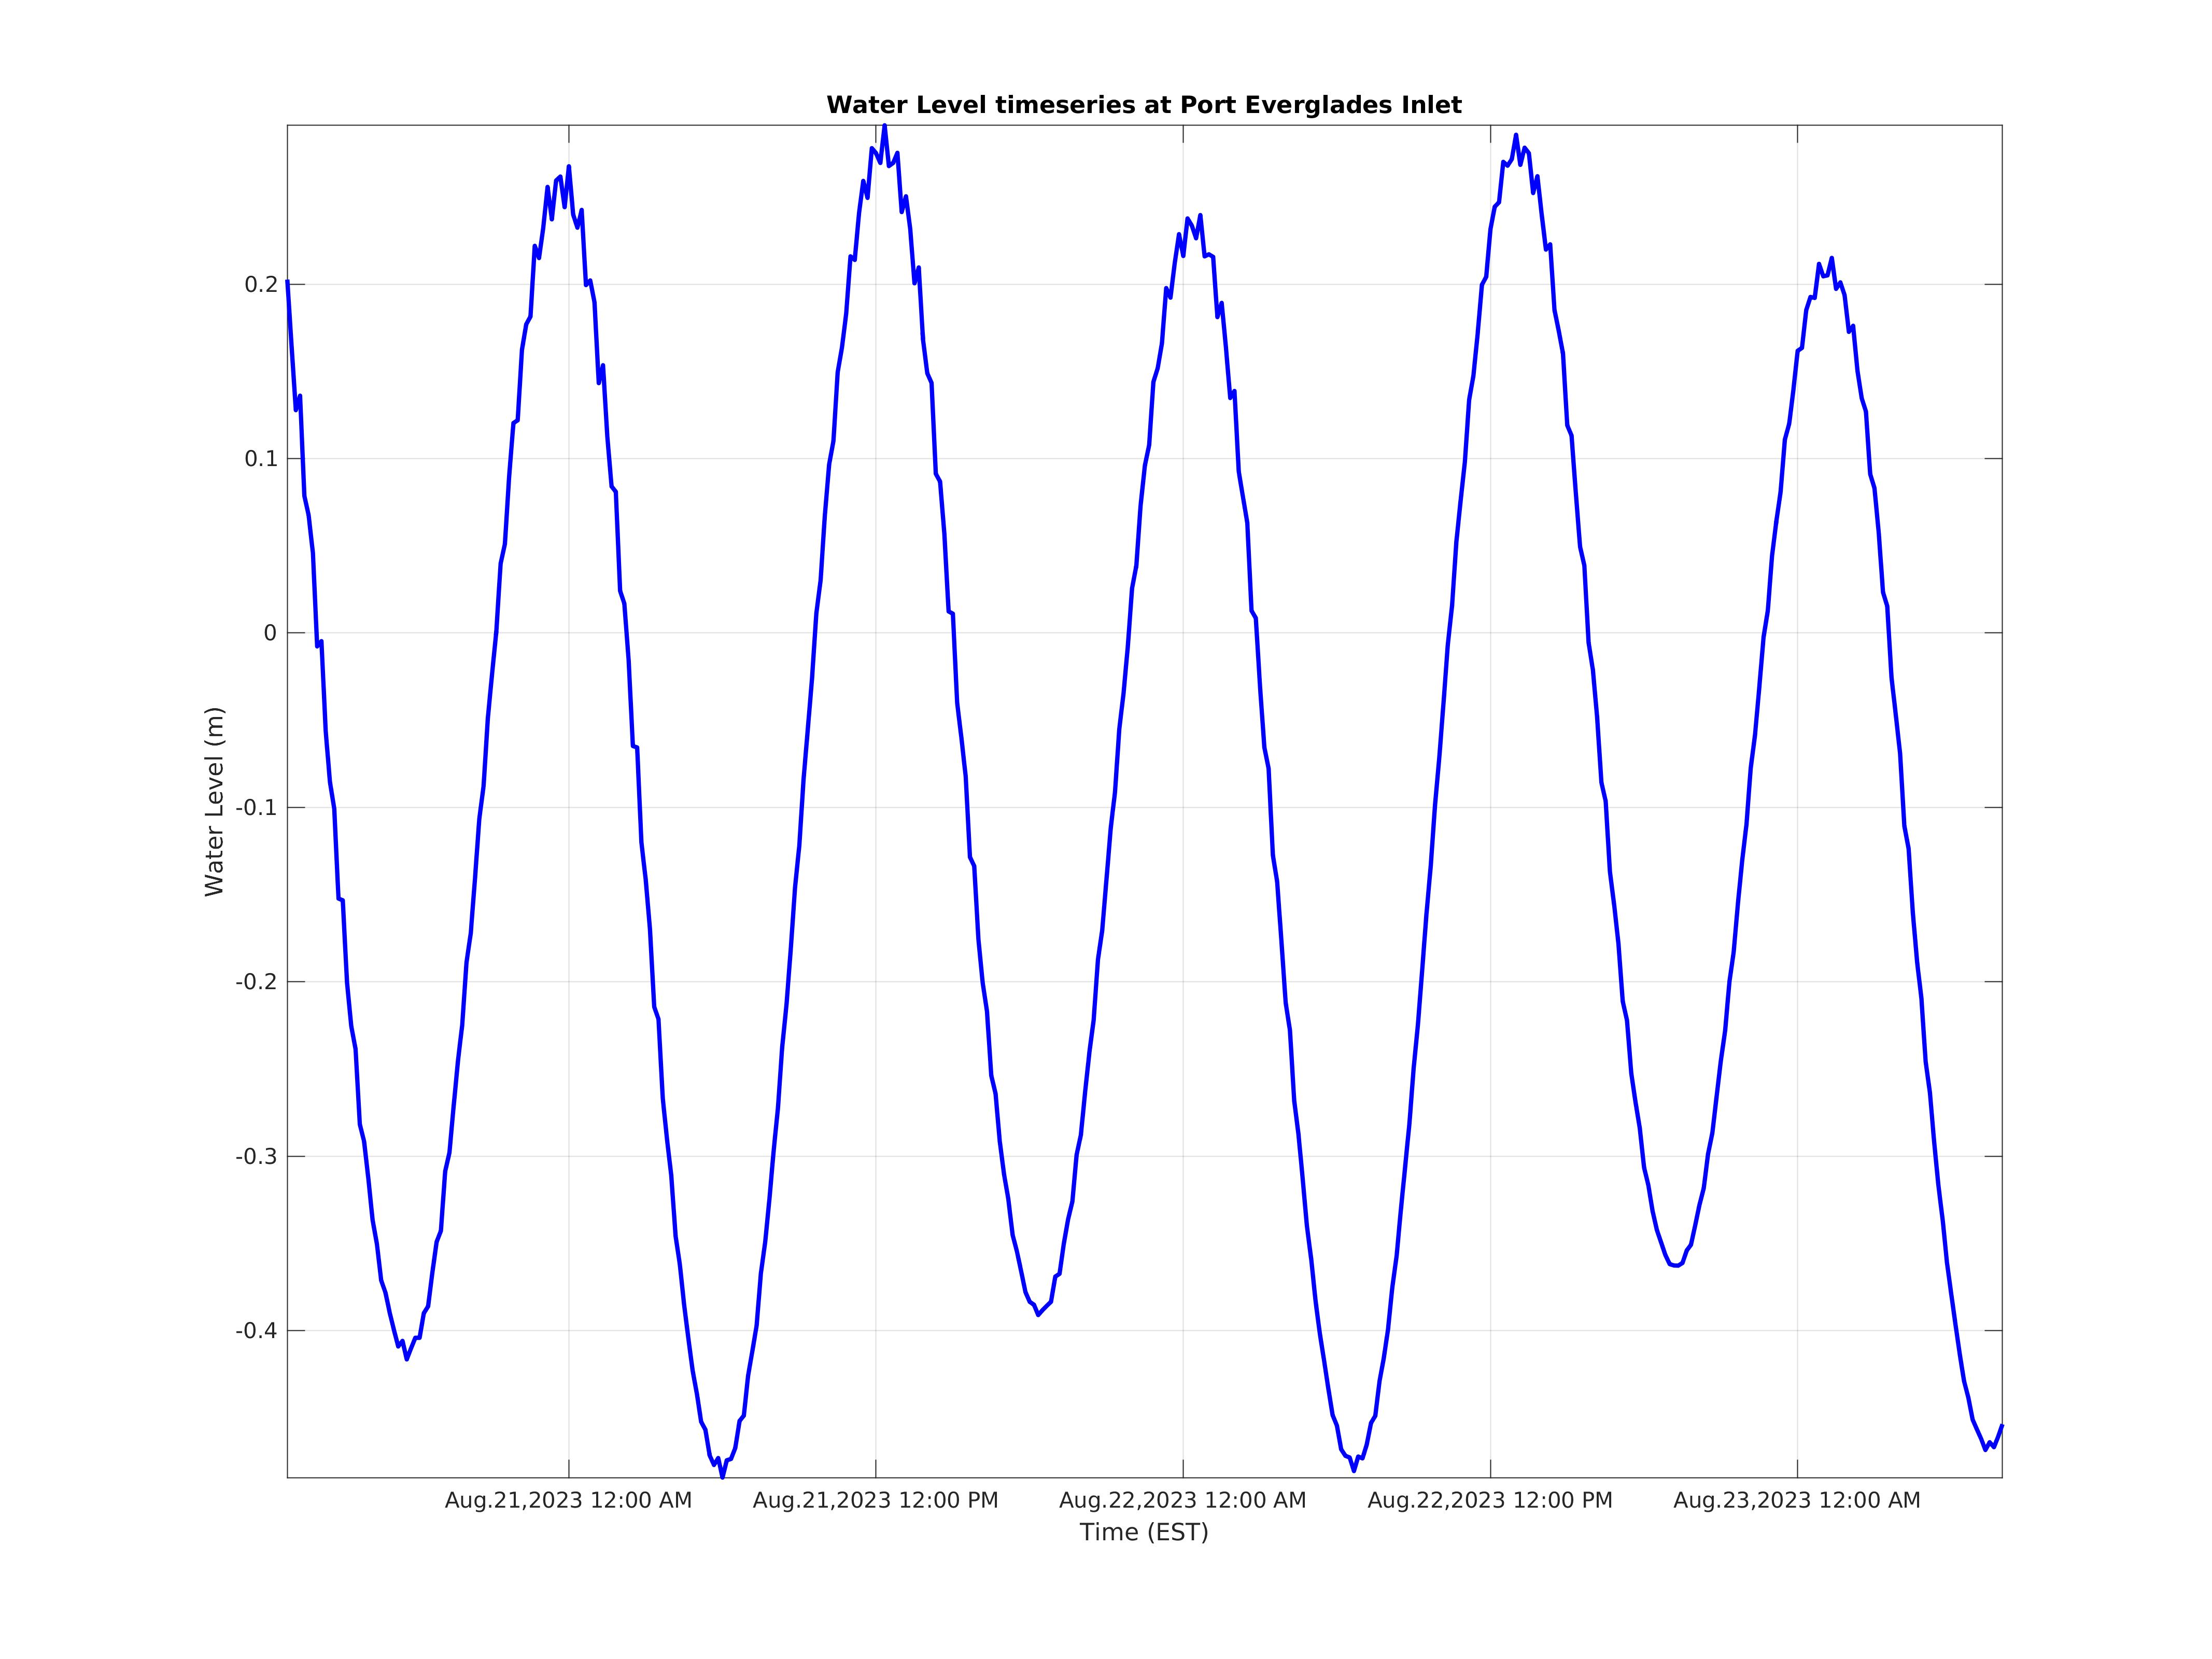 Water Level timeseries at Port Everglades Inlet
0.2
0.1
0
-0.1
-0.2
-0.3
-0.4
Water Level (m)
Aug.21,2023 12:00 AM
Aug.21,2023 12:00 PM
Aug.22,2023 12:00 AM
Aug.22,2023 12:00 PM
Aug.23,2023 12:00 AM
Time (EST)